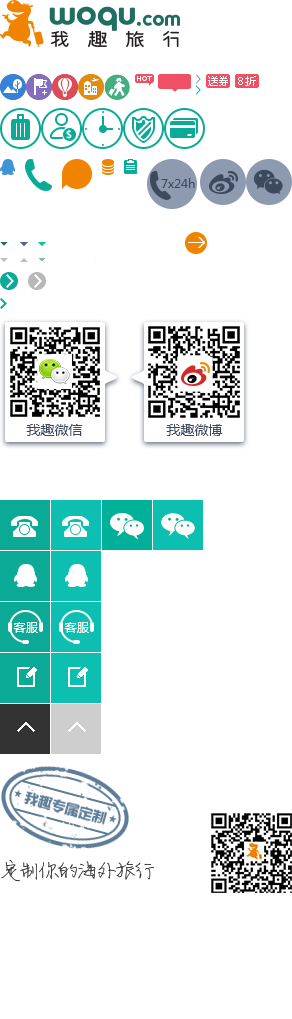 woqu.com
我趣旅行
HOT
送券
8折
$
7x24h
我趣微信
我趣微博
客服
客服
我趣专属定制
定制你的海外旅行